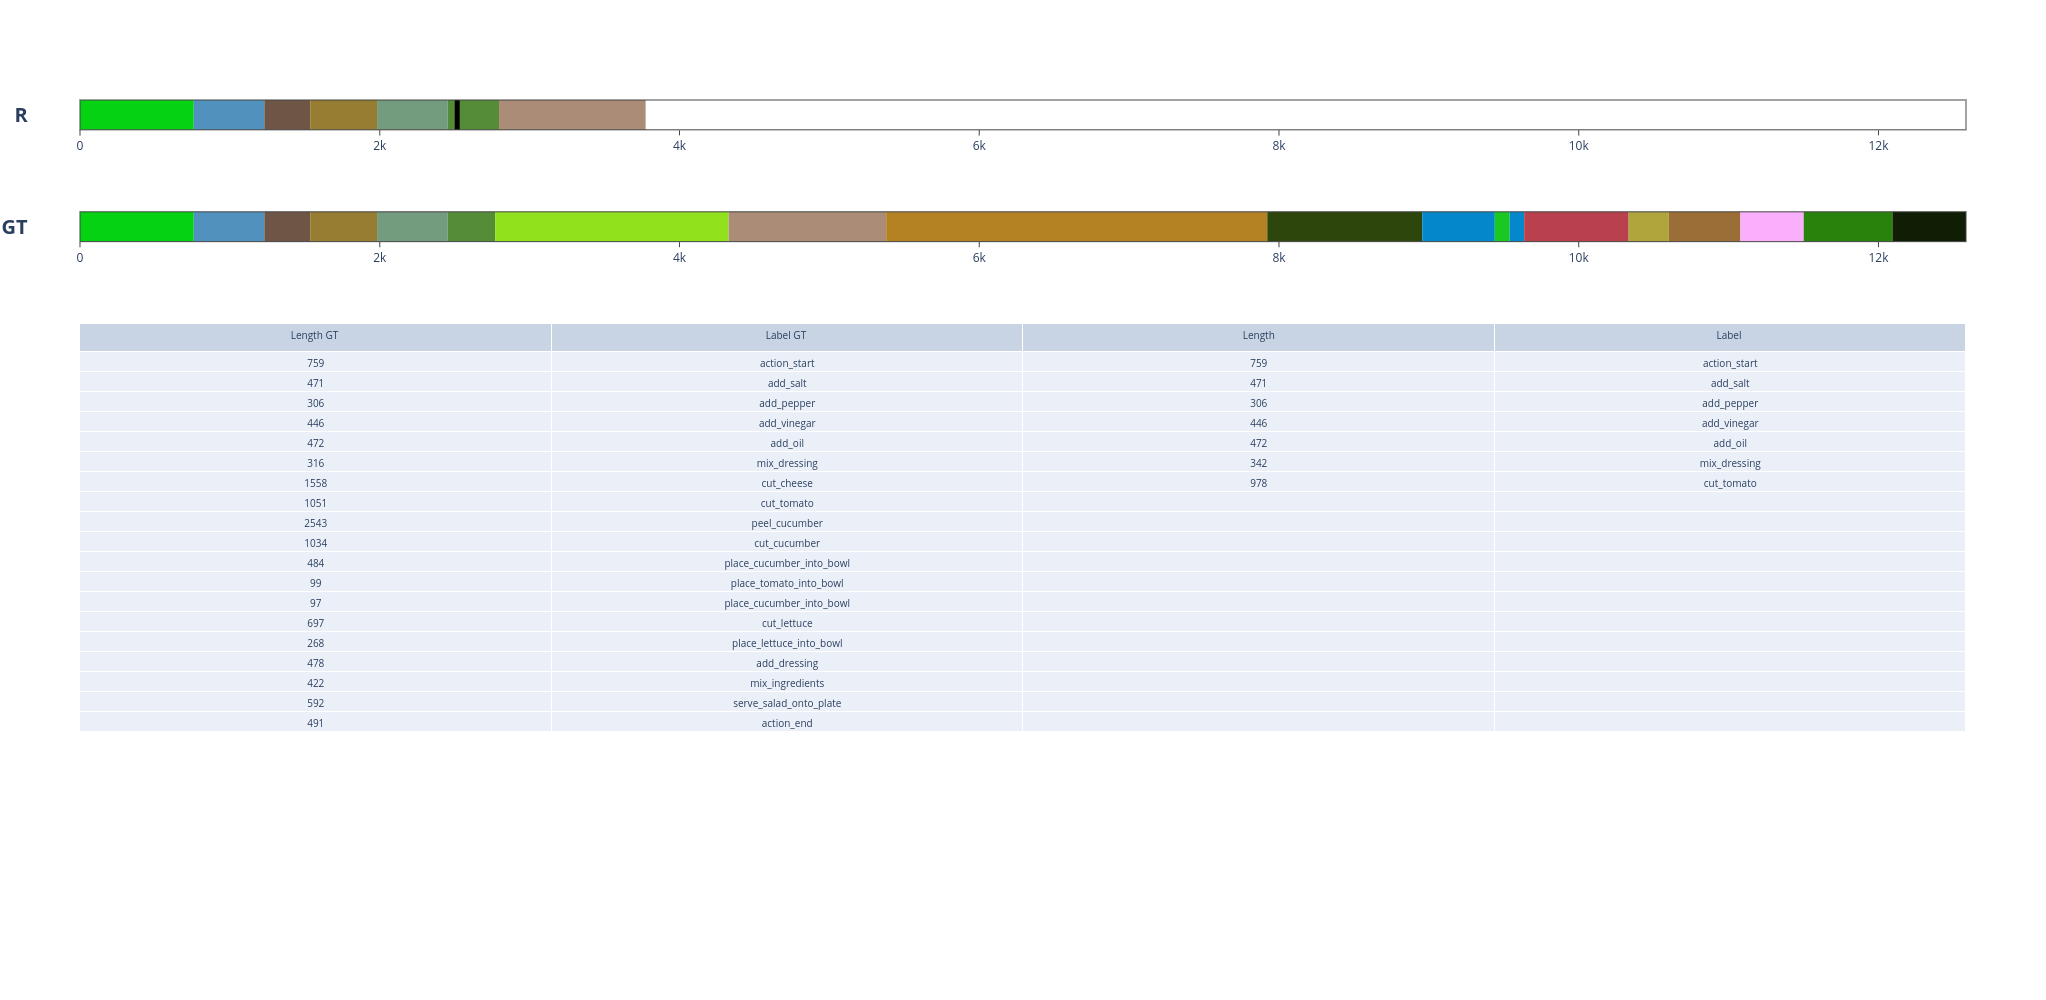 R
0 2k 4k 6k 8k 10k 12k
GT
0 2k 4k 6k 8k 10k 12k
Length GT Label GT Length Label
759 action_start 759 action_start
471 add_salt 471 add_salt
306 add_pepper 306 add_pepper
446 add_vinegar 446 add_vinegar
472 add_oil 472 add_oil
316 mix_dressing 342 mix_dressing
1558 cut_cheese 978 cut_tomato
1051 cut_tomato
2543 peel_cucumber
1034 cut_cucumber
484 place_cucumber_into_bowl
99 place_tomato_into_bowl
97 place_cucumber_into_bowl
697 cut_lettuce
268 place_lettuce_into_bowl
478 add_dressing
422 mix_ingredients
592 serve_salad_onto_plate
491 action_end